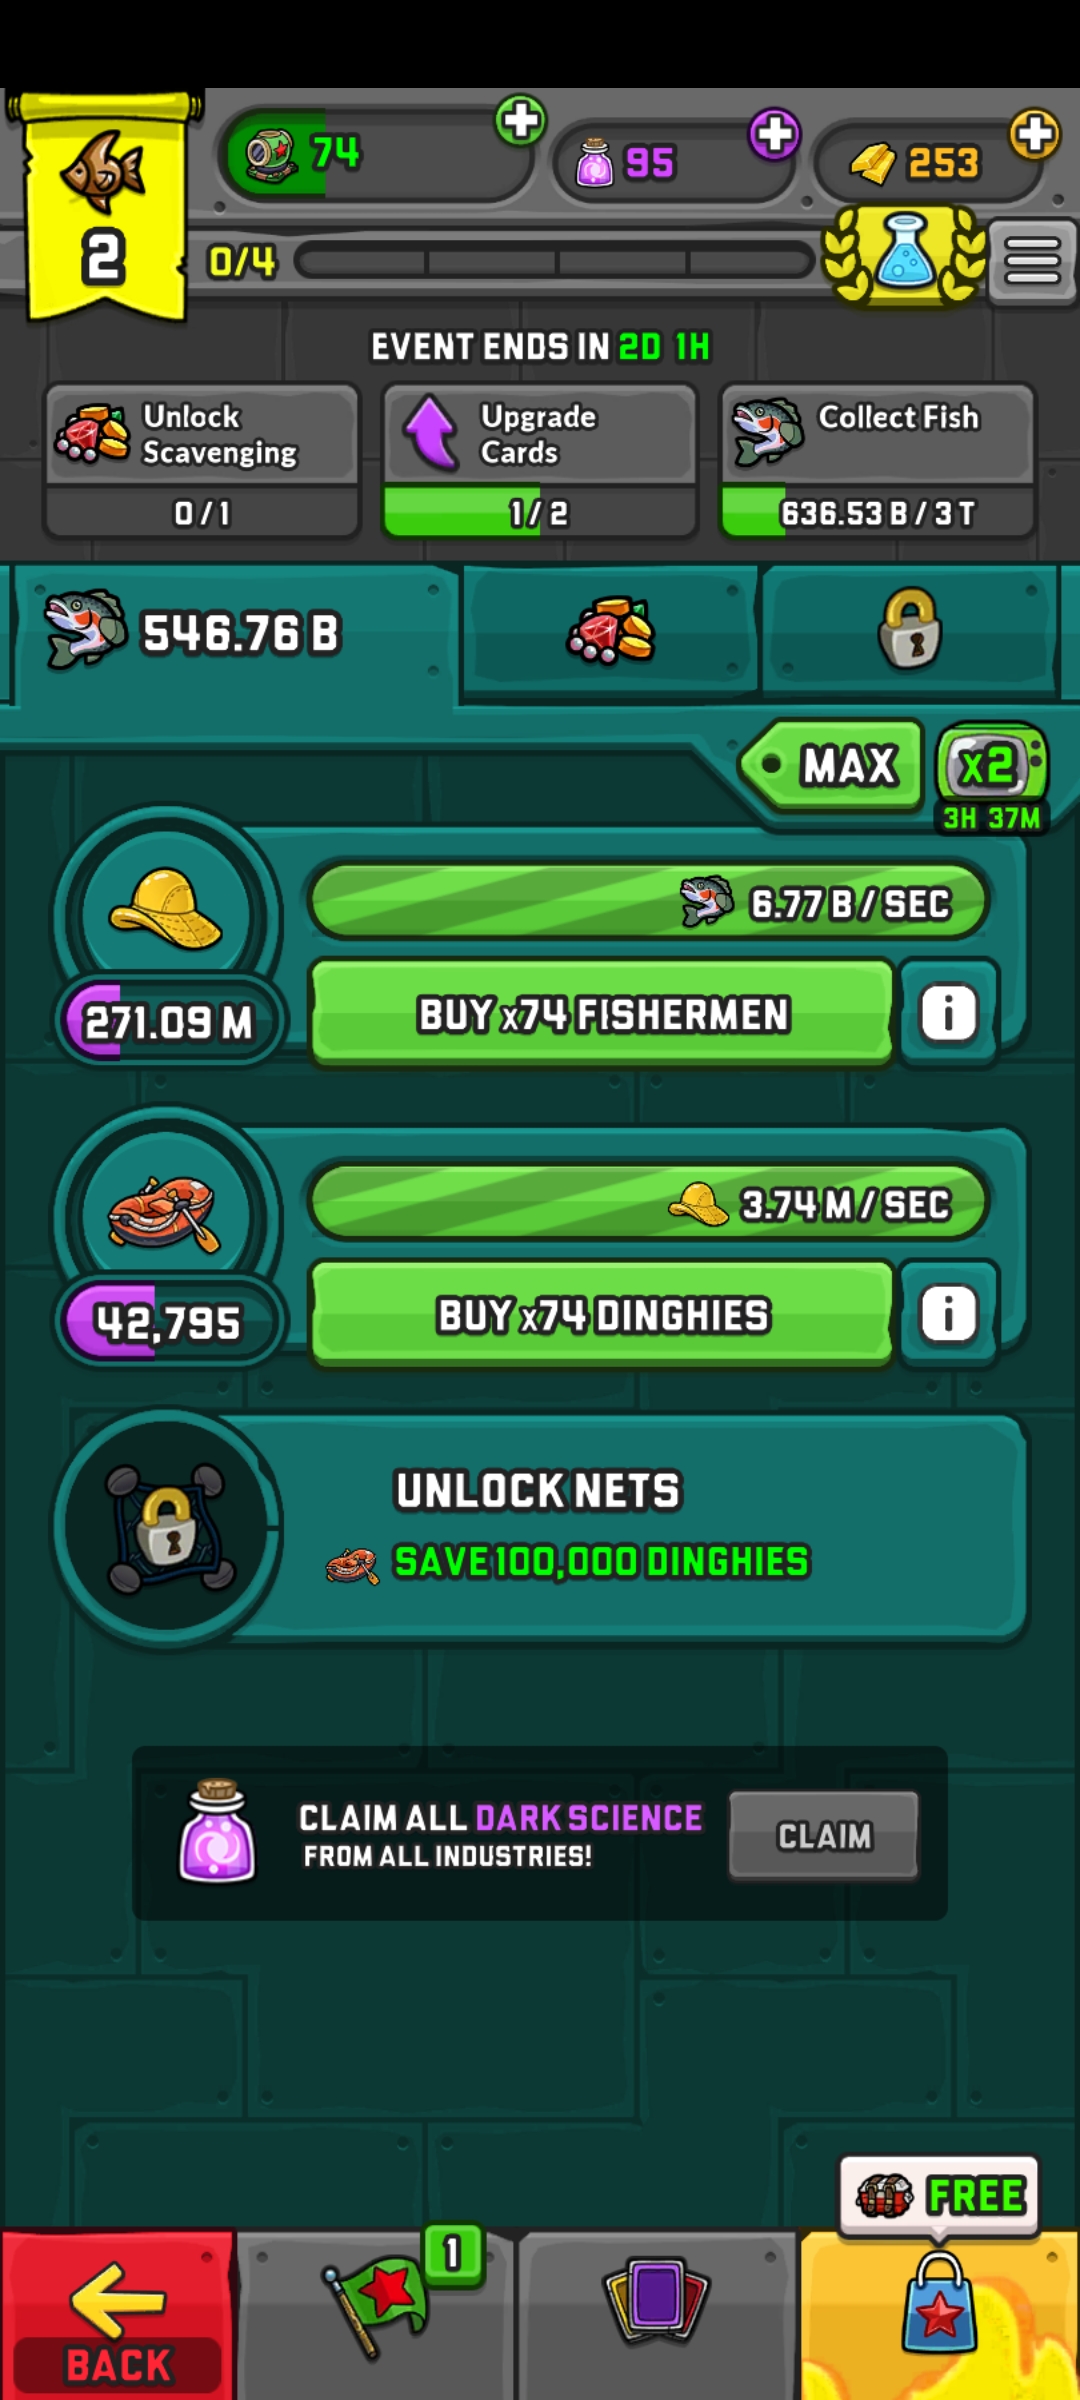 74
95
253
2
0/4
EVENT ENDS IN 2D 1H
Unlock
Scavenging
0/1
Upgrade
Cards
1/2
Collect Fish
636.53 B / 3 T
546.76 B
MAX
x2
3H 37M
6.77 B / SEC
271.09 M
BUY x74 FISHERMEN
i
3.74 M / SEC
42,795
BUY x74 DINGHIES
i
UNLOCK NETS
SAVE 100,000 DINGHIES
CLAIM ALL DARK SCIENCE
FROM ALL INDUSTRIES!
CLAIM
FREE
1
BACK